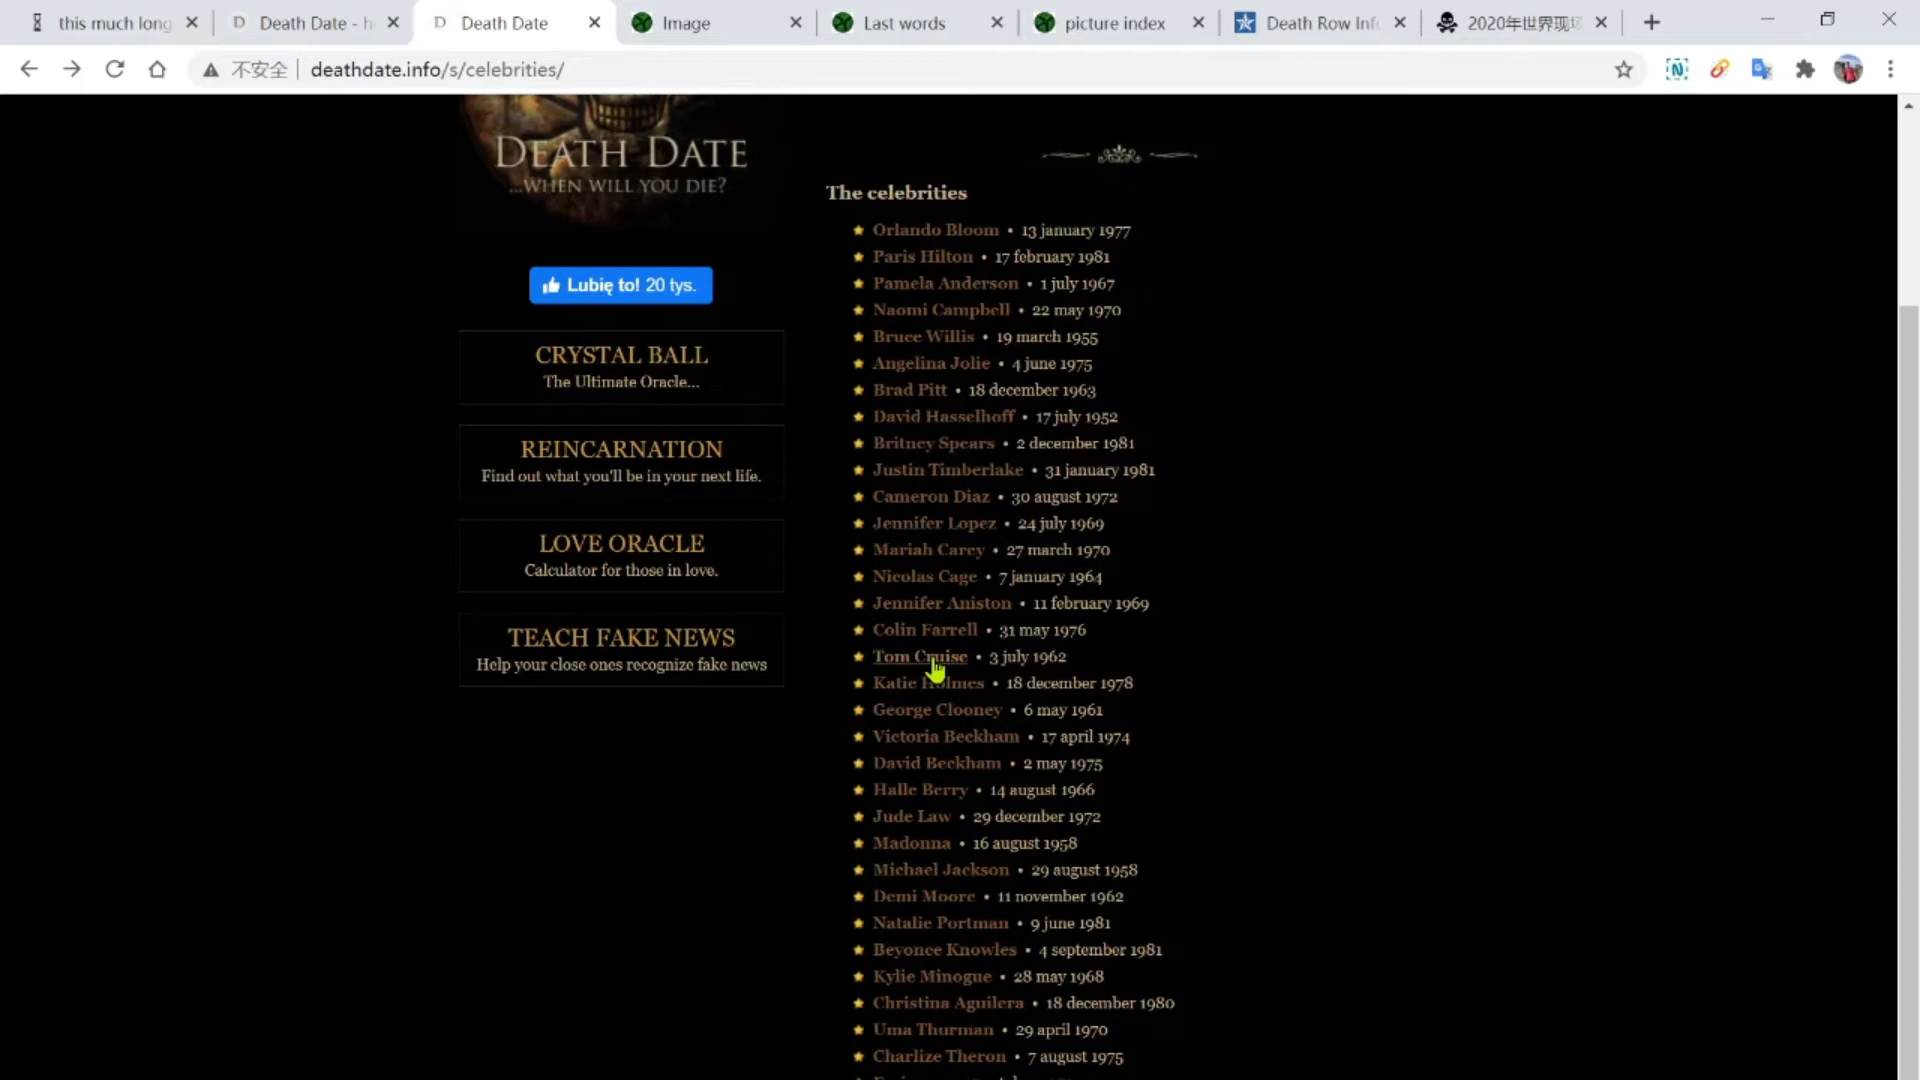 this much long
Death Date - h
Death Date
Image
Last words
picture index
Death Row Inf
2020年世界现
不安全
deathdate.info/s/celebrities/
DEATH DATE
...WHEN WILL YOU DIE?
Lubię to! 20 tys.
CRYSTAL BALL
The Ultimate Oracle...
REINCARNATION
Find out what you'll be in your next life.
LOVE ORACLE
Calculator for those in love.
TEACH FAKE NEWS
Help your close ones recognize fake news
The celebrities
Orlando Bloom • 13 january 1977
Paris Hilton • 17 february 1981
Pamela Anderson • 1 july 1967
Naomi Campbell • 22 may 1970
Bruce Willis • 19 march 1955
Angelina Jolie • 4 june 1975
Brad Pitt • 18 december 1963
David Hasselhoff • 17 july 1952
Britney Spears • 2 december 1981
Justin Timberlake • 31 january 1981
Cameron Diaz • 30 august 1972
Jennifer Lopez • 24 july 1969
Mariah Carey • 27 march 1970
Nicolas Cage • 7 january 1964
Jennifer Aniston • 11 february 1969
Colin Farrell • 31 may 1976
Tom Cruise • 3 july 1962
Katie Holmes • 18 december 1978
George Clooney • 6 may 1961
Victoria Beckham • 17 april 1974
David Beckham • 2 may 1975
Halle Berry • 14 august 1966
Jude Law • 29 december 1972
Madonna • 16 august 1958
Michael Jackson • 29 august 1958
Demi Moore • 11 november 1962
Natalie Portman • 9 june 1981
Beyonce Knowles • 4 september 1981
Kylie Minogue • 28 may 1968
Christina Aguilera • 18 december 1980
Uma Thurman • 29 april 1970
Charlize Theron • 7 august 1975